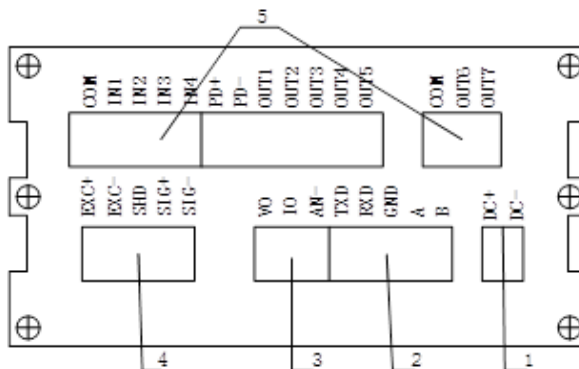 5
COM IN1 IN2 IN3 IN4 PD+ PD- OUT1 OUT2 OUT3 OUT4 OUT5 COM OUT6 OUT7
EXC+ EXC- SHD SIG+ SIG- VO IO AN- TXD RXD GND A B DC+ DC-
4 3 2 1